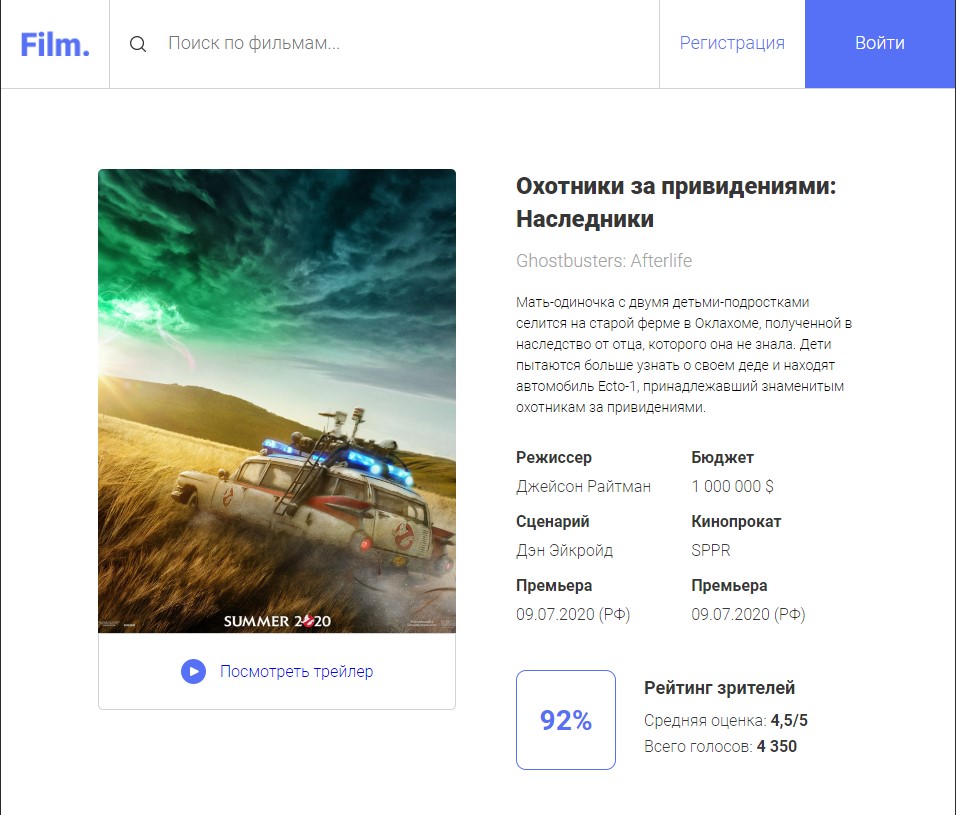 Film.
Поиск по фильмам...
Регистрация
Войти
Охотники за привидениями:
Наследники
Ghostbusters: Afterlife
Мать-одиночка с двумя детьми-подростками
селится на старой ферме в Оклахоме, полученной в
наследство от отца, которого она не знала. Дети
пытаются больше узнать о своем деде и находят
автомобиль Ecto-1, принадлежавший знаменитым
охотникам за привидениями.
Режиссер
Бюджет
Джейсон Райтман
1 000 000 $
Сценарий
Кинопрокат
Дэн Эйкройд
SPPR
Премьера
Премьера
09.07.2020 (РФ)
09.07.2020 (РФ)
SUMMER 2020
Посмотреть трейлер
92%
Рейтинг зрителей
Средняя оценка: 4,5/5
Всего голосов: 4 350